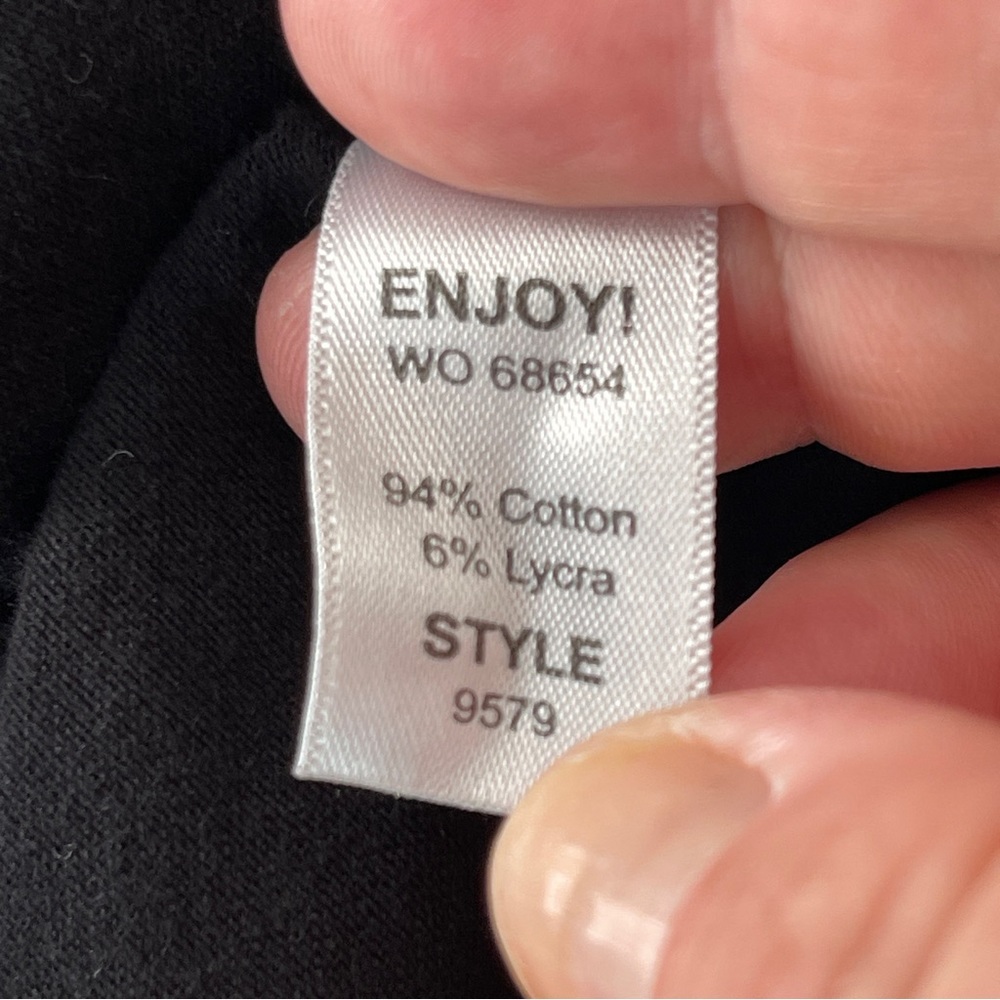 ENJOY!
WO 68654
94% Cotton
6% Lycra
STYLE
9579